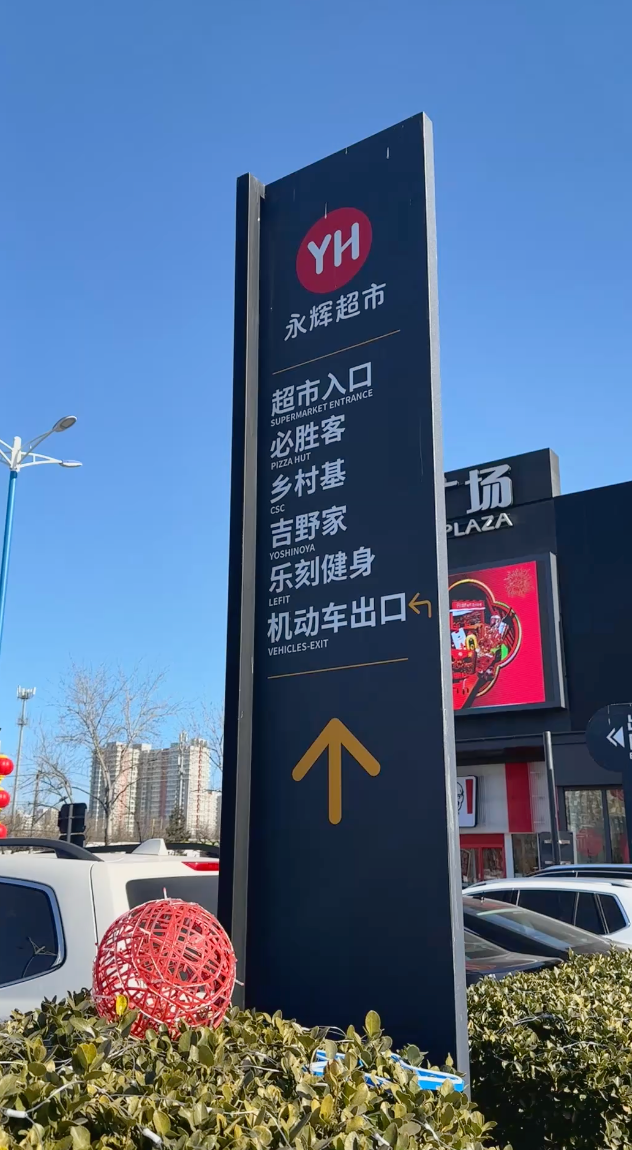 YH
永辉超市
超市入口
SUPERMARKET ENTRANCE
必胜客
PIZZA HUT
乡村基
CSC
吉野家
YOSHINOYA
乐刻健身
LEFIT
机动车出口
VEHICLES-EXIT
场
PLAZA